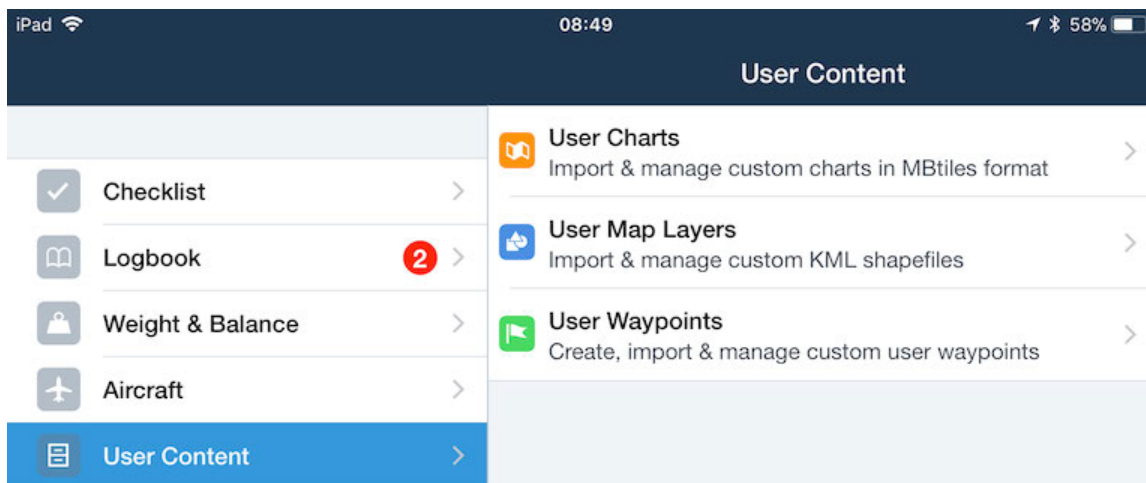 iPad 08:49 58%
User Content
Checklist
Logbook 2
Weight & Balance
Aircraft
User Content
User Charts
Import & manage custom charts in MBtiles format
User Map Layers
Import & manage custom KML shapefiles
User Waypoints
Create, import & manage custom user waypoints